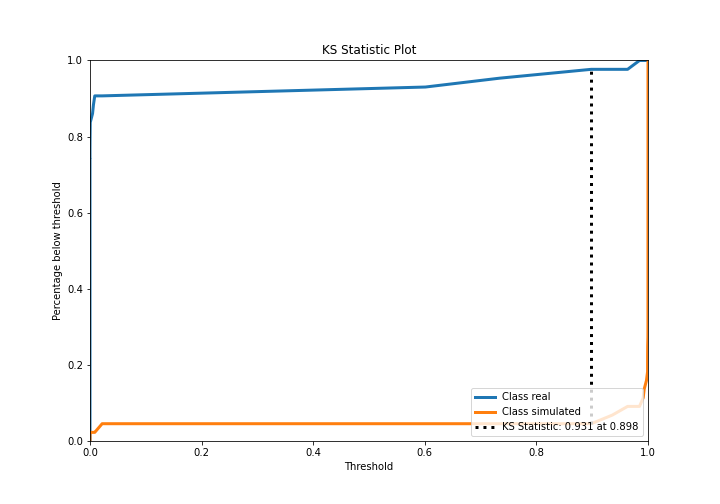 KS Statistic Plot
1.0
0.8
0.6
0.4
0.2
0.0
Percentage below threshold
Class real
Class simulated
KS Statistic: 0.931 at 0.898
0.0 0.2 0.4 0.6 0.8 1.0
Threshold